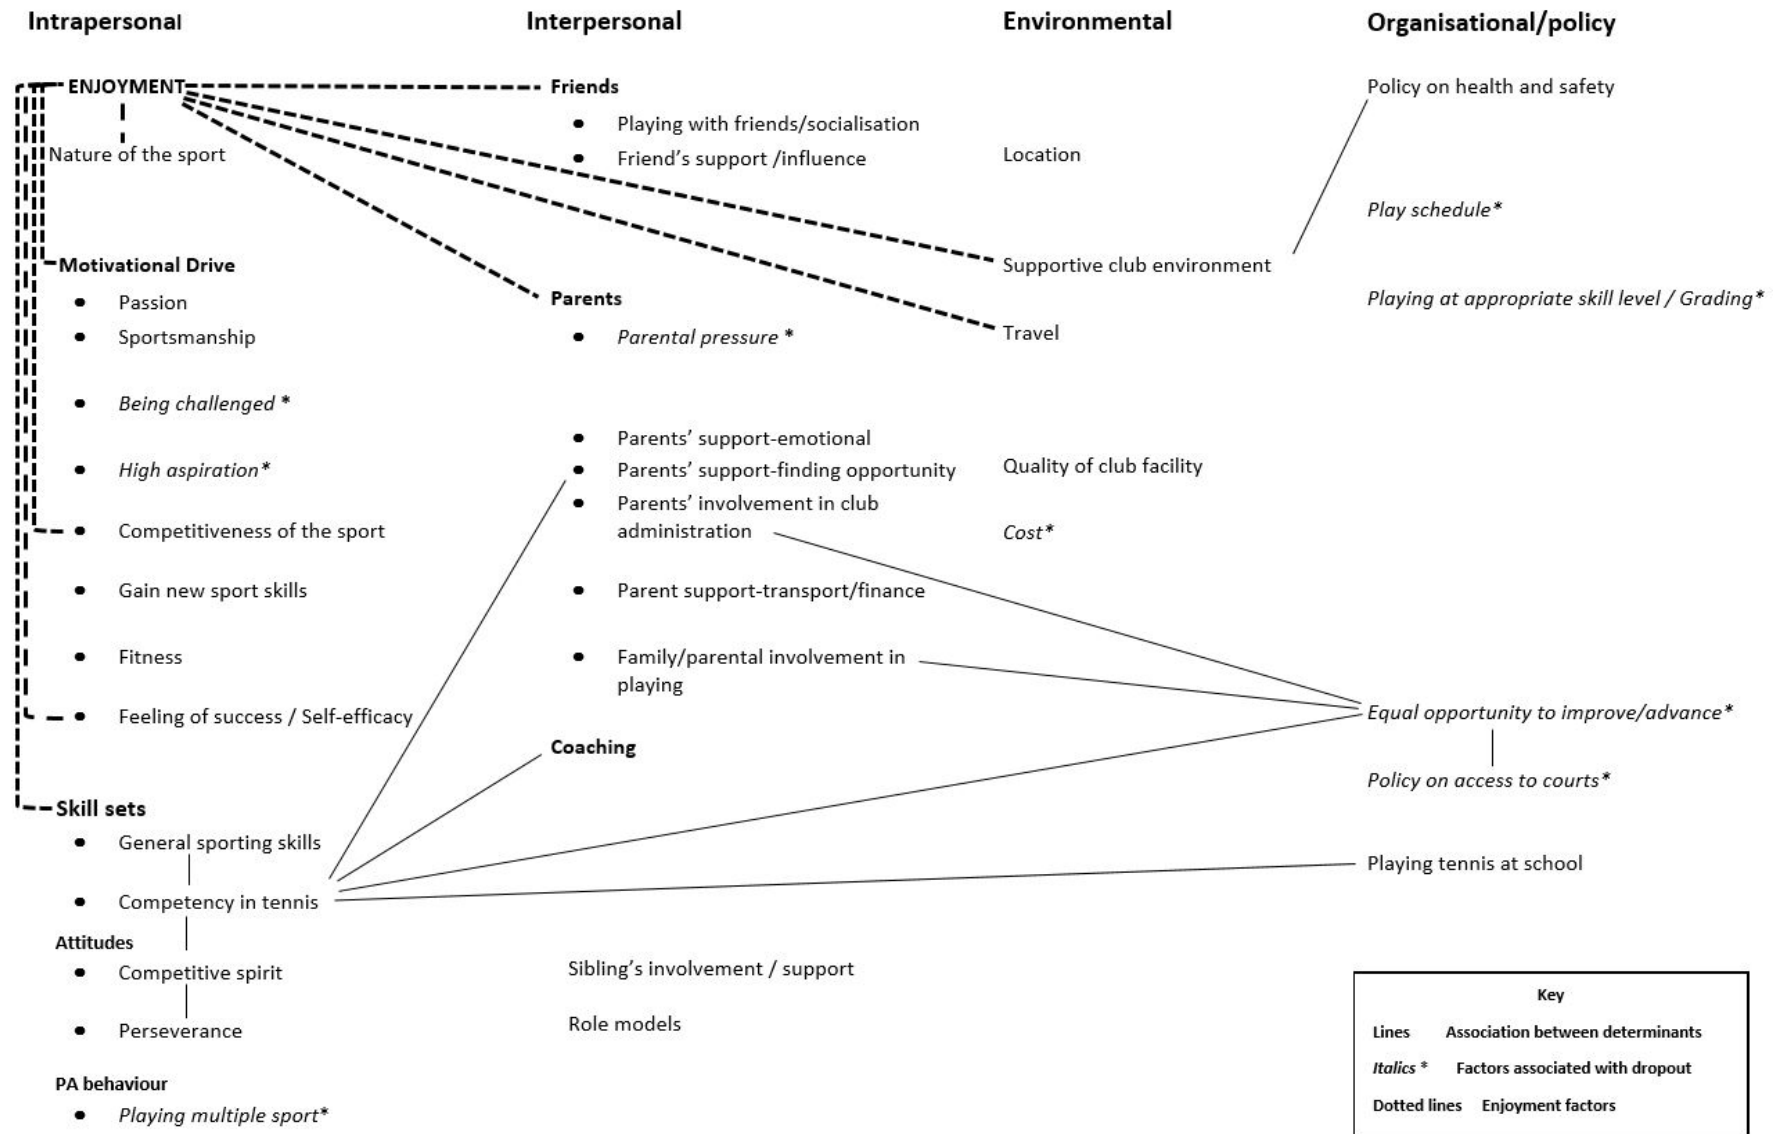 Intrapersonal
Interpersonal
Environmental
Organisational/policy
ENJOYMENT
Nature of the sport
Motivational Drive
• Passion
• Sportsmanship
• Being challenged *
• High aspiration*
• Competitiveness of the sport
• Gain new sport skills
• Fitness
• Feeling of success / Self-efficacy
Skill sets
• General sporting skills
• Competency in tennis
Attitudes
• Competitive spirit
• Perseverance
PA behaviour
• Playing multiple sport*
Friends
• Playing with friends/socialisation
• Friend's support /influence
Parents
• Parental pressure *
• Parents' support-emotional
• Parents' support-finding opportunity
• Parents' involvement in club
administration
• Parent support-transport/finance
• Family/parental involvement in
playing
Coaching
Sibling's involvement / support
Role models
Location
Supportive club environment
Travel
Quality of club facility
Cost*
Policy on health and safety
Play schedule*
Playing at appropriate skill level / Grading*
Equal opportunity to improve/advance*
Policy on access to courts*
Playing tennis at school
Key
Lines Association between determinants
Italics * Factors associated with dropout
Dotted lines Enjoyment factors